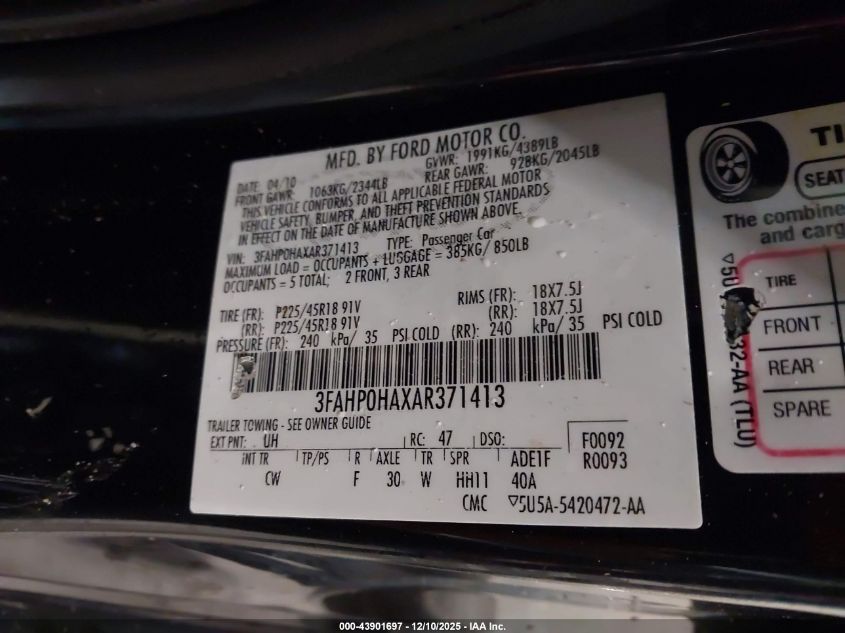 MFD. BY FORD MOTOR CO.
DATE: 04/10 GVWR: 1991KG/4389LB
FRONT GAWR: 1063KG/2344LB REAR GAWR: 928KG/2045LB
THIS VEHICLE CONFORMS TO ALL APPLICABLE FEDERAL MOTOR
VEHICLE SAFETY, BUMPER, AND THEFT PREVENTION STANDARDS
IN EFFECT ON THE DATE OF MANUFACTURE SHOWN ABOVE.
VIN: 3FAHP0HAXAR371413 TYPE: Passenger Car
MAXIMUM LOAD = OCCUPANTS + LUGGAGE = 385KG/850LB
OCCUPANTS = 5 TOTAL; 2 FRONT, 3 REAR
TIRE (FR): P225/45R18 91V RIMS (FR): 18X7.5J
(RR): P225/45R18 91V (RR): 18X7.5J
PRESSURE (FR): 240 kPa/ 35 PSI COLD (RR): 240 kPa/ 35 PSI COLD
3FAHP0HAXAR371413
TRAILER TOWING - SEE OWNER GUIDE
EXT PNT: UH RC: 47 DSO: F0092
INT TR TP/PS R AXLE TR SPR ADE1F R0093
CW F 30 W HH11 40A
CMC ▽5U5A-5420472-AA
TI
SEAT
The combine
and carg
TIRE
FRONT
REAR
SPARE
32-AA (TLU)
000-43901697 - 12/10/2025 - IAA Inc.